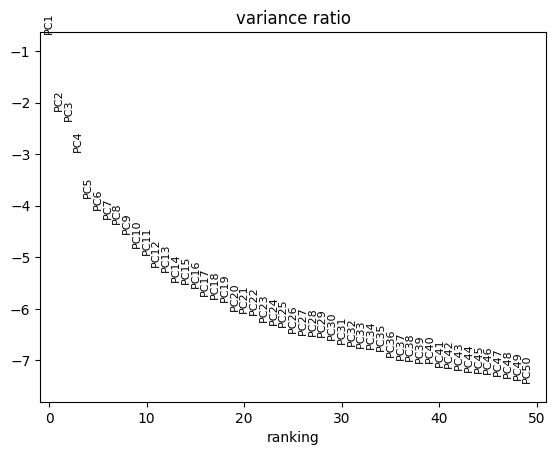 variance ratio
−1
−2
−3
−4
−5
−6
−7
PC1
PC2
PC3
PC4
PC5
PC6
PC7
PC8
PC9
PC10
PC11
PC12
PC13
PC14
PC15
PC16
PC17
PC18
PC19
PC20
PC21
PC22
PC23
PC24
PC25
PC26
PC27
PC28
PC29
PC30
PC31
PC32
PC33
PC34
PC35
PC36
PC37
PC38
PC39
PC40
PC41
PC42
PC43
PC44
PC45
PC46
PC47
PC48
PC49
PC50
0 10 20 30 40 50
ranking